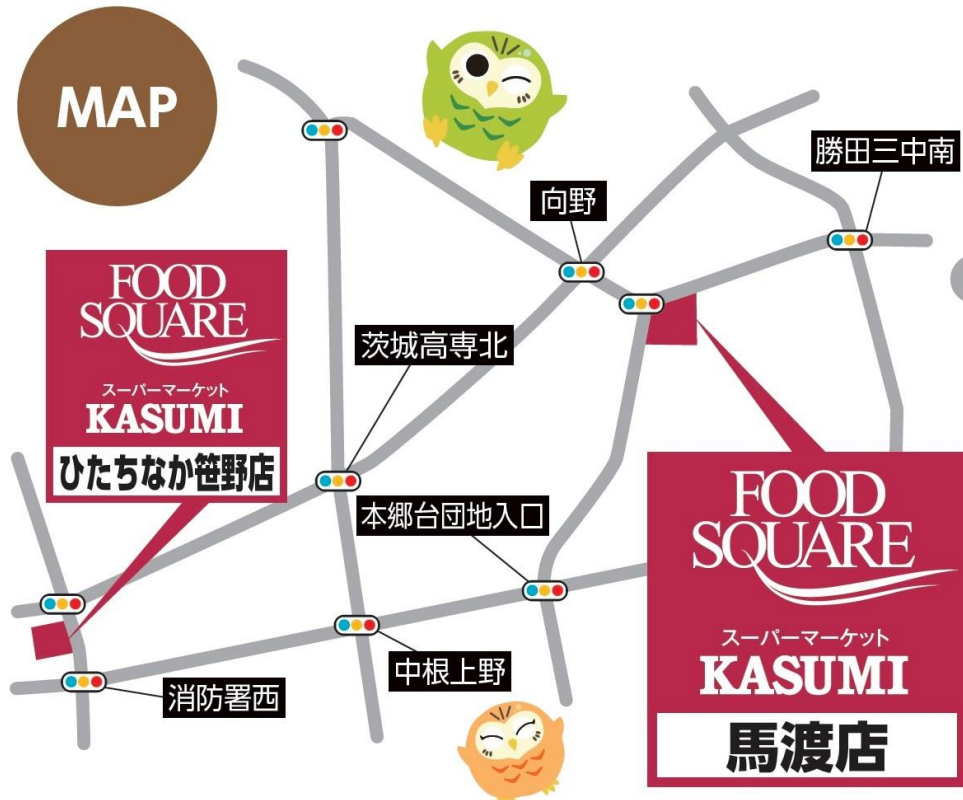 MAP
勝田三中南
向野
FOOD
SQUARE
スーパーマーケット
KASUMI
ひたちなか笹野店
茨城高専北
本郷台団地入口
FOOD
SQUARE
スーパーマーケット
KASUMI
馬渡店
中根上野
消防署西